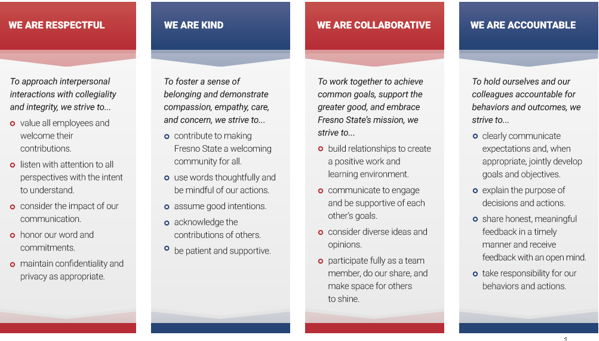 WE ARE RESPECTFUL
To approach interpersonal
interactions with collegiality
and integrity, we strive to...
value all employees and
welcome their
contributions.
listen with attention to all
perspectives with the intent
to understand.
consider the impact of our
communication.
honor our word and
commitments.
maintain confidentiality and
privacy as appropriate.
WE ARE KIND
To foster a sense of
belonging and demonstrate
compassion, empathy, care,
and concern, we strive to...
contribute to making
Fresno State a welcoming
community for all.
use words thoughtfully and
be mindful of our actions.
assume good intentions.
acknowledge the
contributions of others.
be patient and supportive.
WE ARE COLLABORATIVE
To work together to achieve
common goals, support the
greater good, and embrace
Fresno State's mission, we
strive to...
build relationships to create
a positive work and
learning environment.
communicate to engage
and be supportive of each
other's goals.
consider diverse ideas and
opinions.
participate fully as a team
member, do our share, and
make space for others
to shine.
WE ARE ACCOUNTABLE
To hold ourselves and our
colleagues accountable for
behaviors and outcomes, we
strive to...
clearly communicate
expectations and, when
appropriate, jointly develop
goals and objectives.
explain the purpose of
decisions and actions.
share honest, meaningful
feedback in a timely
manner and receive
feedback with an open mind.
take responsibility for our
behaviors and actions.
1